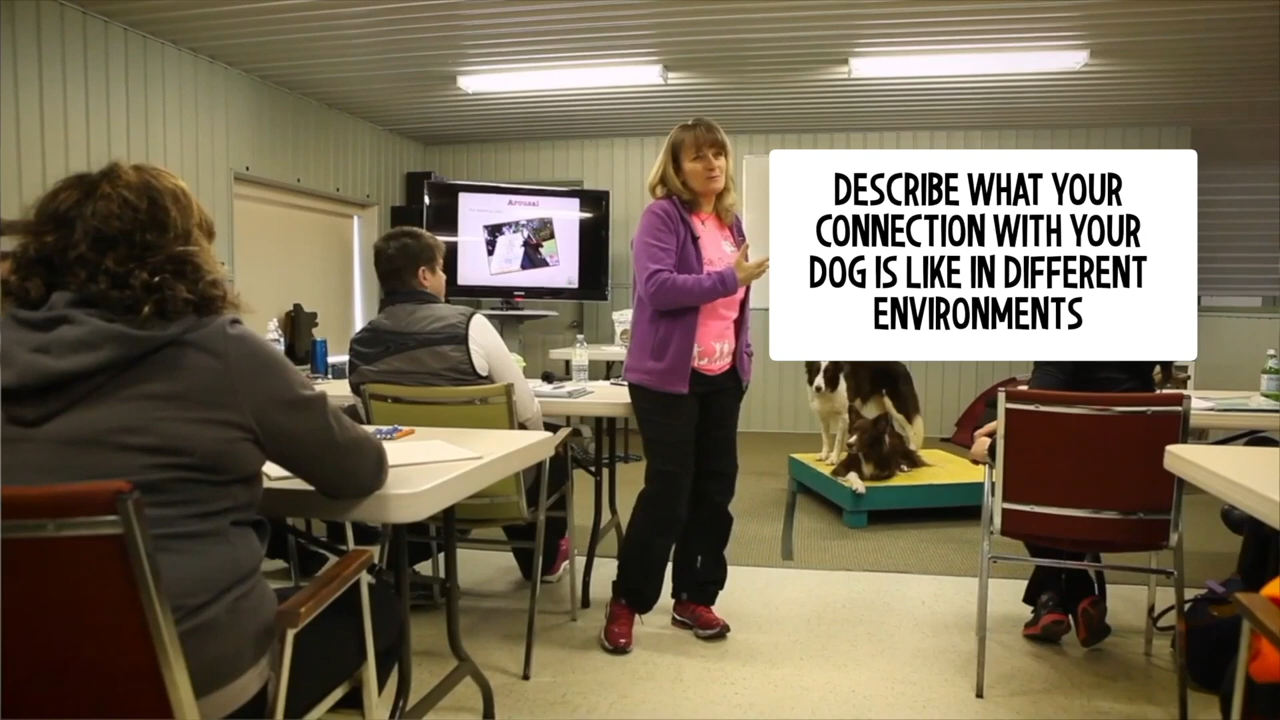 Arousal
DESCRIBE WHAT YOUR
CONNECTION WITH YOUR
DOG IS LIKE IN DIFFERENT
ENVIRONMENTS